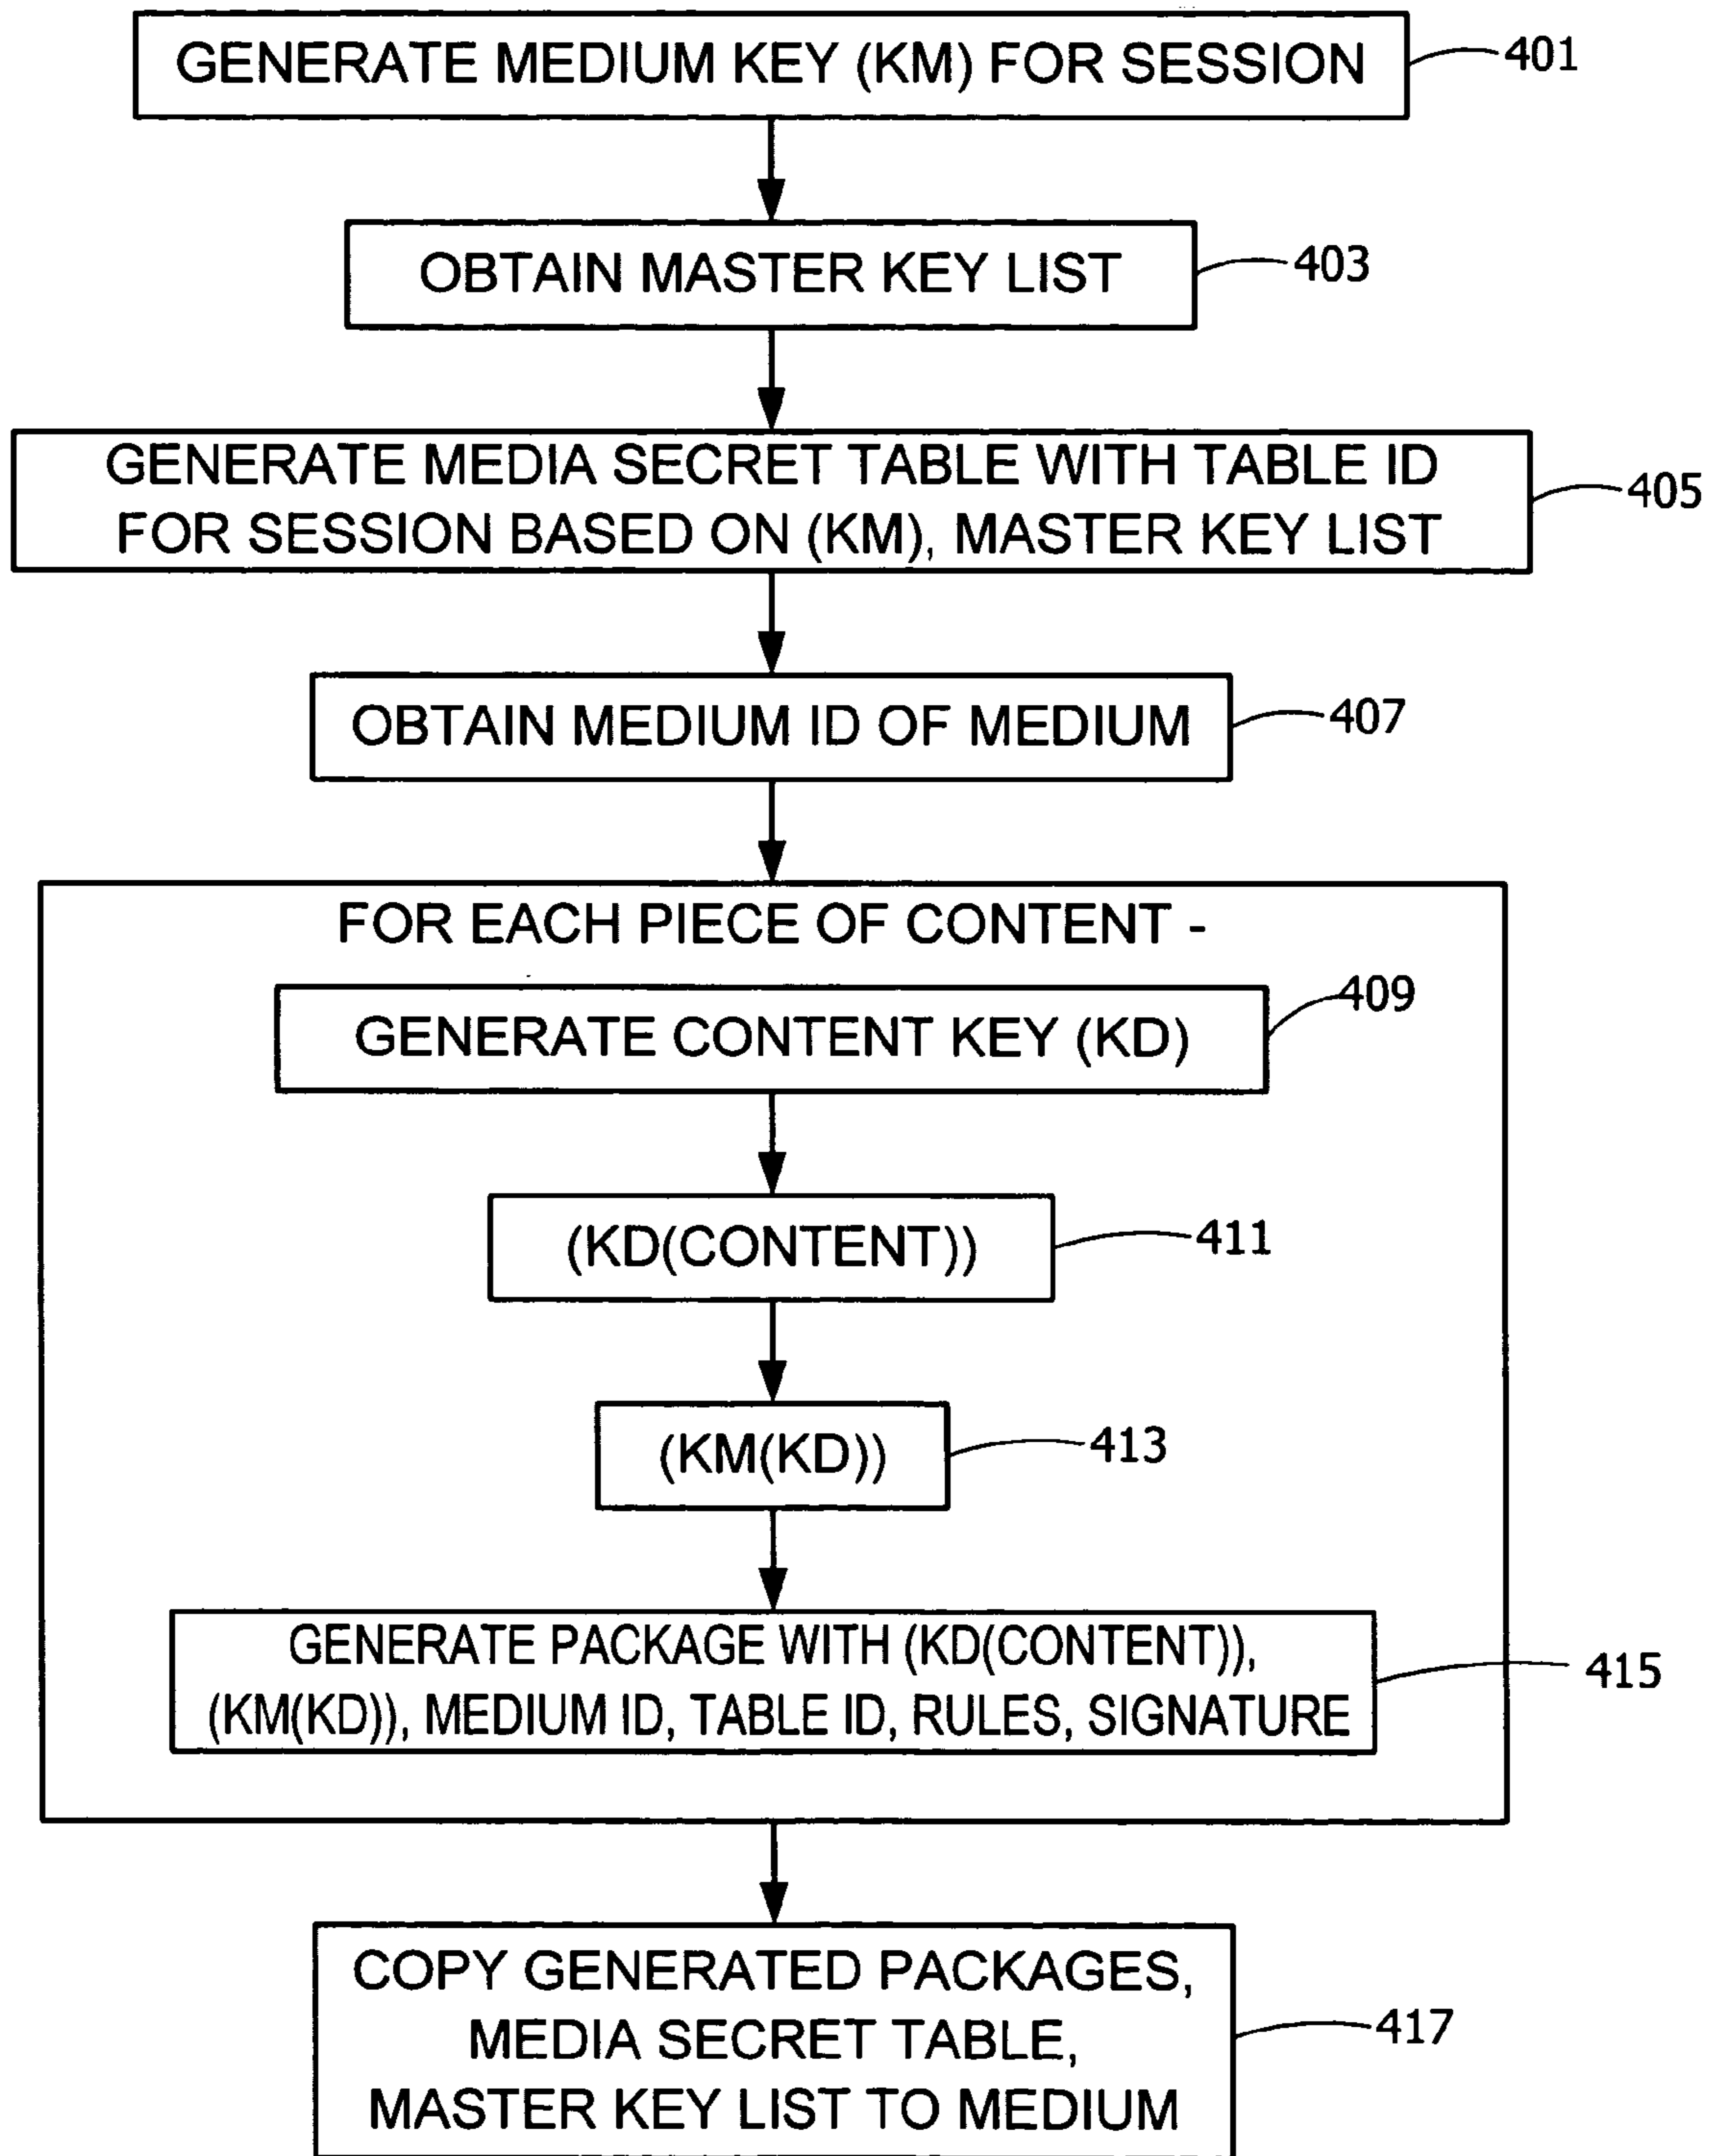 GENERATE MEDIUM KEY (KM) FOR SESSION
401
OBTAIN MASTER KEY LIST
403
GENERATE MEDIA SECRET TABLE WITH TABLE ID
FOR SESSION BASED ON (KM), MASTER KEY LIST
405
OBTAIN MEDIUM ID OF MEDIUM
407
FOR EACH PIECE OF CONTENT -
GENERATE CONTENT KEY (KD)
409
(KD(CONTENT))
411
(KM(KD))
413
GENERATE PACKAGE WITH (KD(CONTENT)),
(KM(KD)), MEDIUM ID, TABLE ID, RULES, SIGNATURE
415
COPY GENERATED PACKAGES,
MEDIA SECRET TABLE,
MASTER KEY LIST TO MEDIUM
417